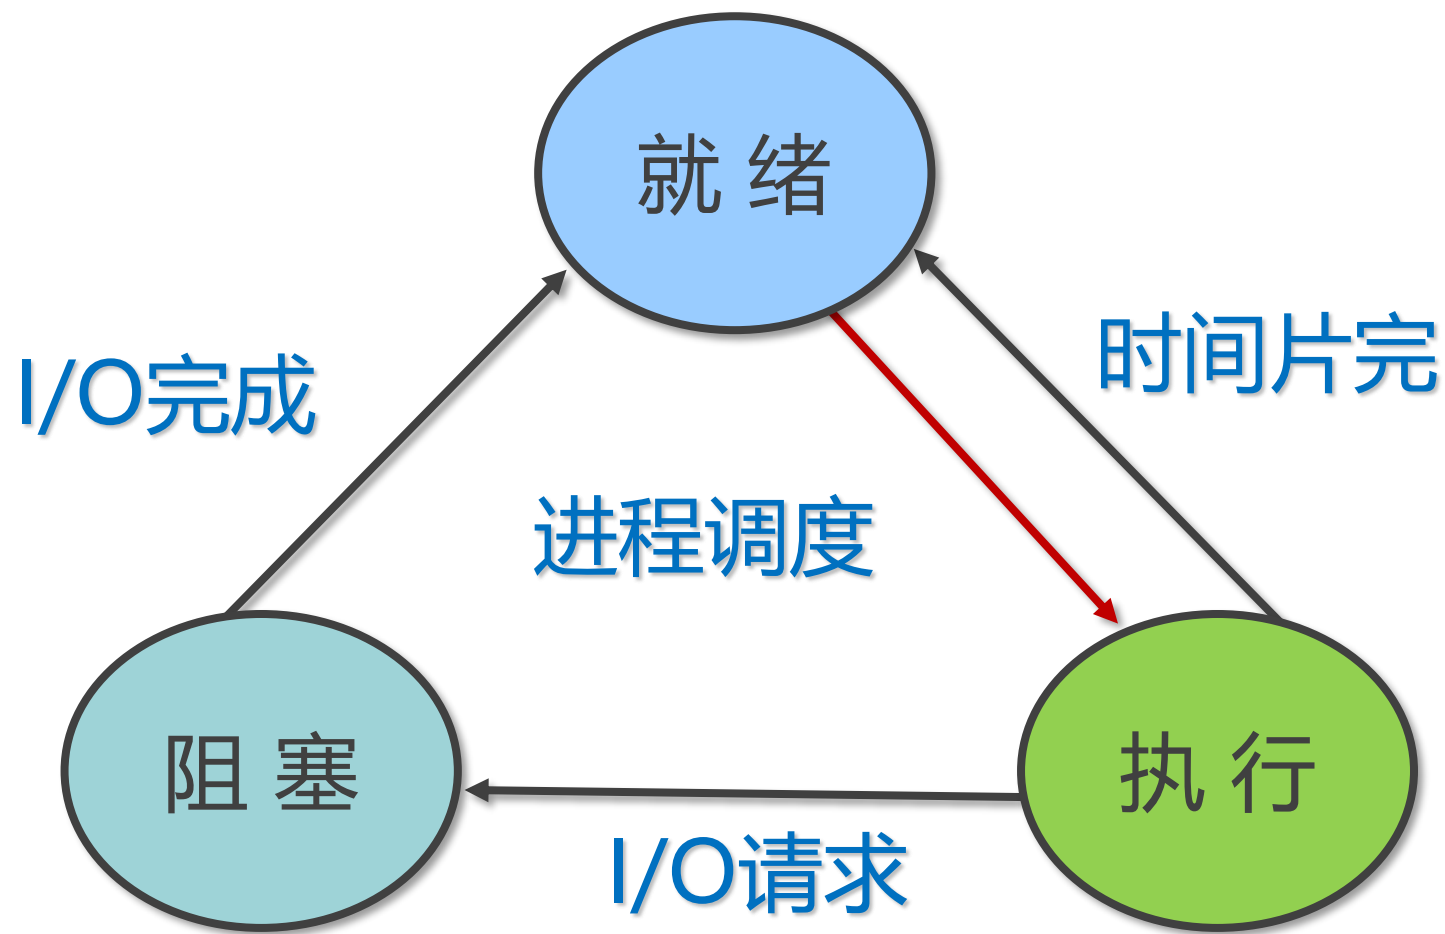 就 绪
时间片完
I/O完成
进程调度
阻 塞
执 行
I/O请求